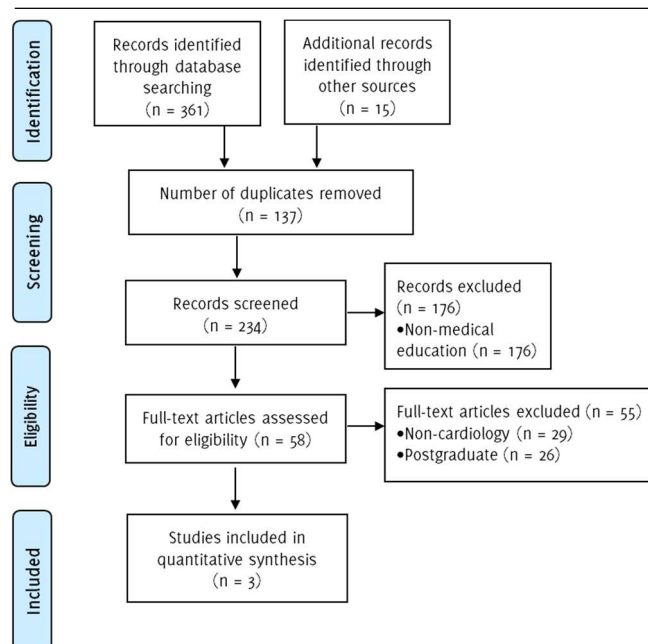 Identification
Records identified
through database
searching
(n = 361)
Additional records
identified through
other sources
(n = 15)
Number of duplicates removed
(n = 137)
Screening
Records screened
(n = 234)
Records excluded
(n = 176)
•Non-medical
education (n = 176)
Eligibility
Full-text articles assessed
for eligibility (n = 58)
Full-text articles excluded (n = 55)
•Non-cardiology (n = 29)
•Postgraduate (n = 26)
Included
Studies included in
quantitative synthesis
(n = 3)